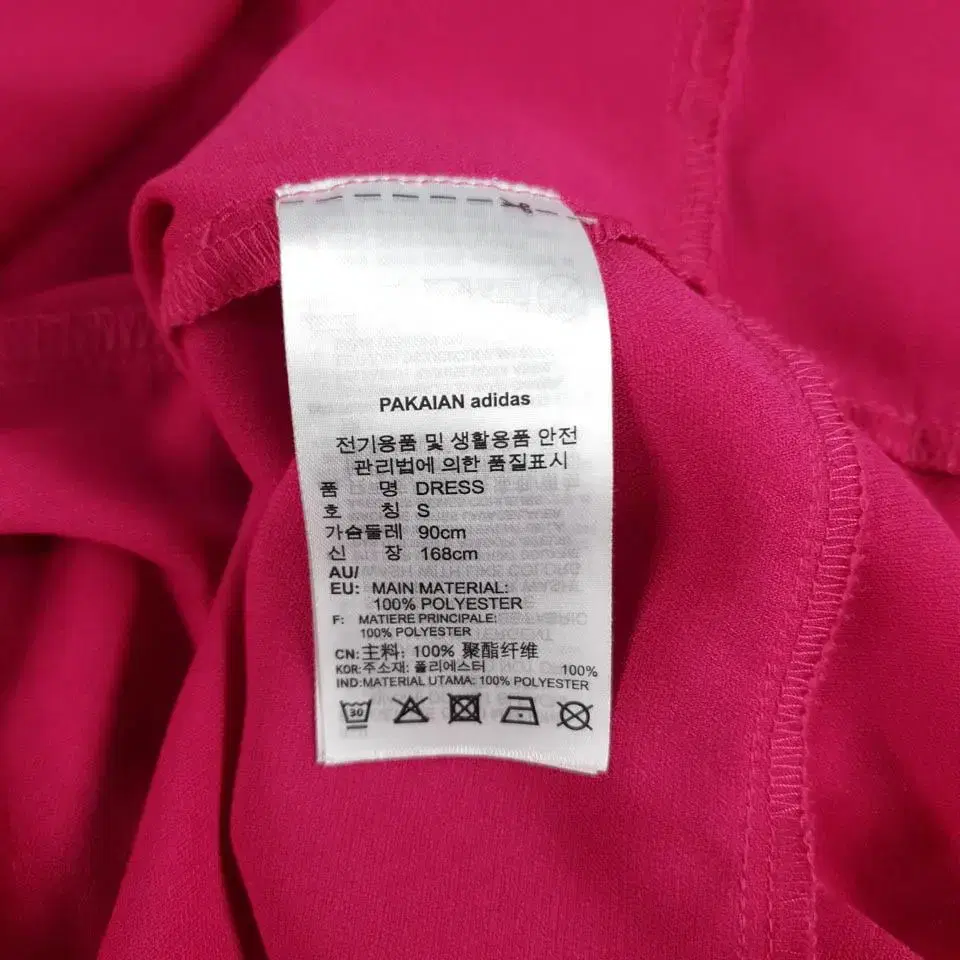 PAKAIAN adidas
전기용품 및 생활용품 안전
관리법에 의한 품질표시
품 명 DRESS
호 칭 S
가슴둘레 90cm
신 장 168cm
AU/
EU: MAIN MATERIAL:
100% POLYESTER
F: MATIERE PRINCIPALE:
100% POLYESTER
CN:主料: 100% 聚酯纤维
KOR:주소재: 폴리에스터 100%
IND:MATERIAL UTAMA: 100% POLYESTER
30